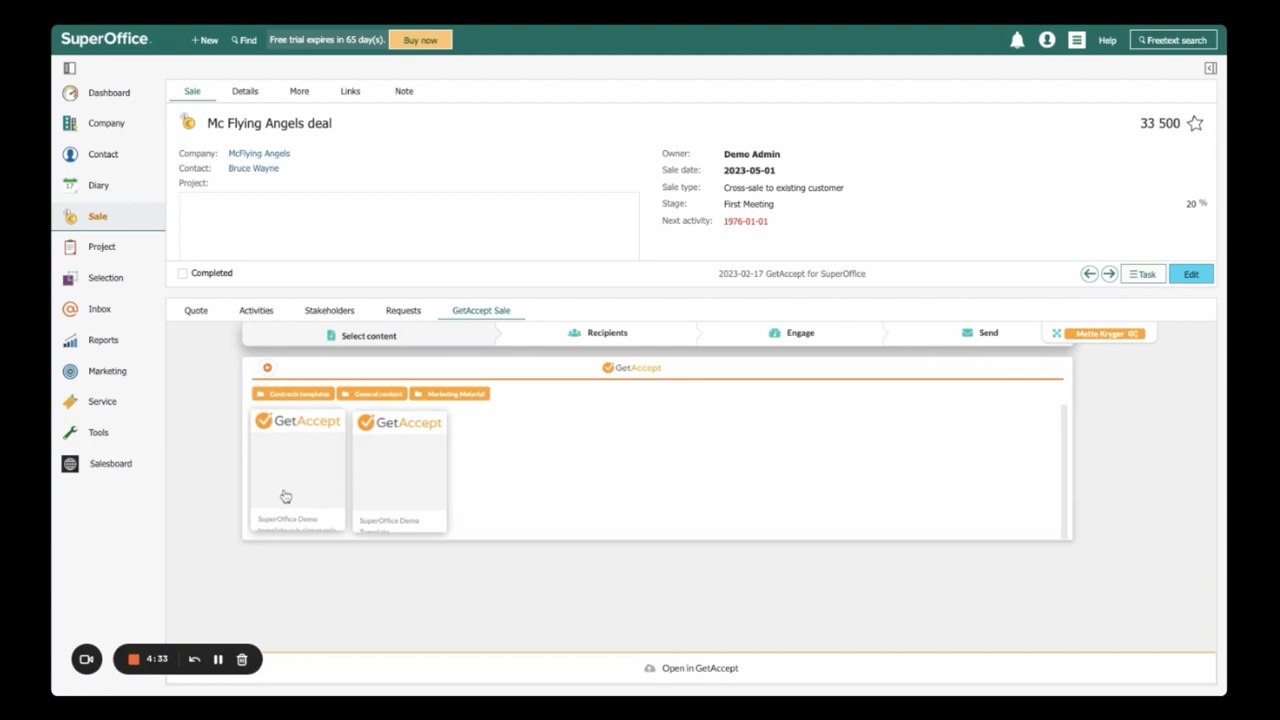 SuperOffice.
+ New
Find
Free trial expires in 65 day(s).
Buy now
Help
Freetext search
Dashboard
Company
Contact
Diary
17
Sale
Project
Selection
Inbox
Reports
Marketing
Service
Tools
Salesboard
Sale
Details
More
Links
Note
Mc Flying Angels deal
33 500
Company: McFlying Angels
Contact: Bruce Wayne
Project:
Owner: Demo Admin
Sale date: 2023-05-01
Sale type: Cross-sale to existing customer
Stage: First Meeting
20 %
Next activity: 1976-01-01
Completed
2023-02-17 GetAccept for SuperOffice
Task
Edit
Quote
Activities
Stakeholders
Requests
GetAccept Sale
Select content
Recipients
Engage
Send
Mette Kryger
GetAccept
Contracts templates
General content
Marketing Material
GetAccept
GetAccept
SuperOffice Demo
SuperOffice Demo
Template
4:33
Open in GetAccept